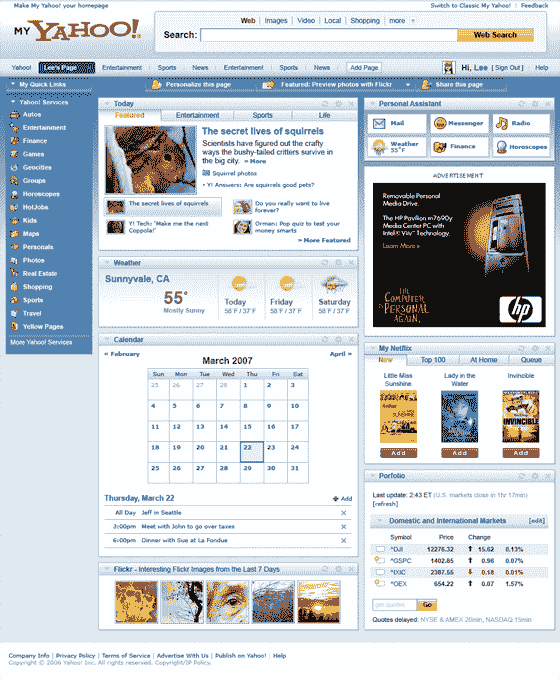 Make My Yahoo! your homepage
Switch to Classic My Yahoo! | Feedback
MY YAHOO!
Web | Images | Video | Local | Shopping | more
Search: Web Search
Yahoo! Lee's Page Entertainment Sports News Entertainment Sports News Add Page
Hi, Lee [ Sign Out ] Help
My Quick Links
Personalize this page
Featured: Preview photos with Flickr
Share this page
Yahoo! Services
Autos
Entertainment
Finance
Games
Geocities
Groups
Horoscopes
HotJobs
Kids
Maps
Personals
Photos
Real Estate
Shopping
Sports
Travel
Yellow Pages
More Yahoo! Services
Today
Featured Entertainment Sports Life
The secret lives of squirrels
Scientists have figured out the crafty
ways the bushy-tailed critters survive in
the big city. » More
Squirrel photos
• Y! Answers: Are squirrels good pets?
The secret lives of squirrels
Do you really want to live
forever?
Y! Tech: "Make me the next
Coppola!"
Orman: Pop quiz to test your
money smarts
» More Featured
Weather
Sunnyvale, CA
55°
Mostly Sunny
Today
58°F / 37°F
Friday
58°F / 37°F
Saturday
58°F / 37°F
Calendar
« February
April »
March 2007
Sun Mon Tue Wed Thu Fri Sat
25 26 27 28 1 2 3
4 5 6 7 8 9 10
11 12 13 14 15 16 17
18 19 20 21 22 23 24
25 26 27 28 29 30 31
Thursday, March 22
Add
All Day Jeff in Seattle
3:00pm Meet with John to go over taxes
6:00pm Dinner with Sue at La Fondue
Flickr - Interesting Flickr Images from the Last 7 Days
Personal Assistant
Mail
Messenger
Radio
Weather
55°F
Finance
Horoscopes
ADVERTISEMENT
Removable Personal
Media Drive.
The HP Pavilion m7690y
Media Center PC with
Intel® Viiv™ Technology.
Learn More »
THE
COMPUTER
IS PERSONAL
AGAIN.
hp
My Netflix
New Top 100 At Home Queue
Little Miss
Sunshine
Lady in the
Water
Invincible
INVINCIBLE
Add Add Add
Porfolio
Last update: 2:43 ET (U.S. markets close in 1hr 17min)
[refresh]
Domestic and International Markets [edit]
Symbol Price Change
^DJI 12276.32 15.62 0.13%
^GSPC 1402.85 0.96 0.07%
^IXIC 2387.55 0.18 0.01%
^OEX 654.22 0.07 1.57%
get quotes Go
Quotes delayed: NYSE & AMEX 20min, NASDAQ 15min
Company Info | Privacy Policy | Terms of Service | Advertise With Us | Publish on Yahoo! | Help
Copyright © 2006 Yahoo! Inc. All rights reserved. Copyright/IP Policy.